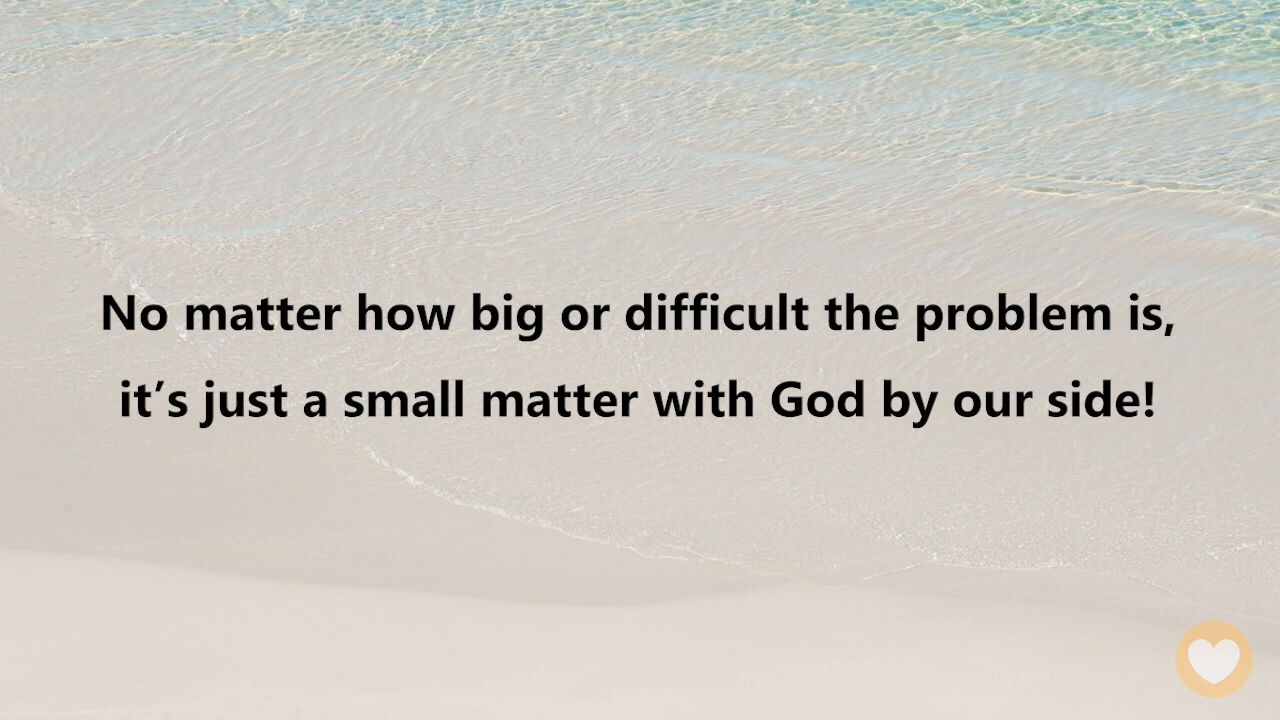 No matter how big or difficult the problem is,
it’s just a small matter with God by our side!